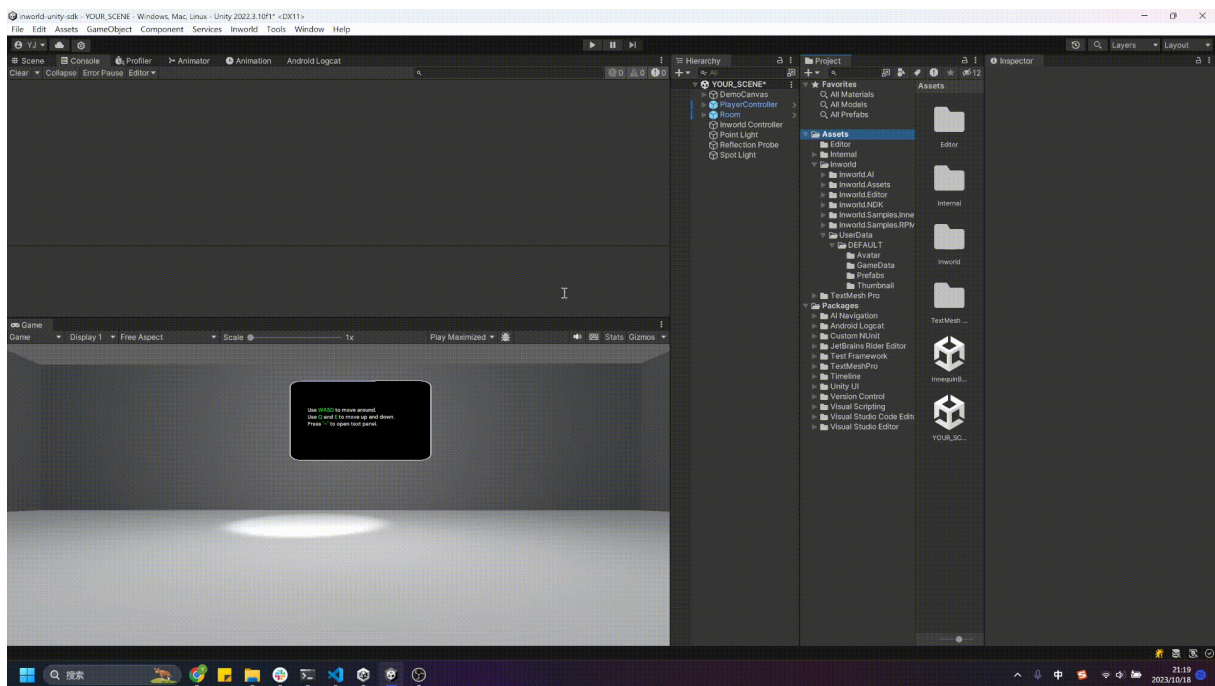 inworld-unity-sdk - YOUR_SCENE - Windows, Mac, Linux - Unity 2022.3.10f1* <DX11>
File Edit Assets GameObject Component Services Inworld Tools Window Help
YJ
Layers Layout
Scene Console Profiler Animator Animation Android Logcat
Clear Collapse Error Pause Editor
0 0 0
Hierarchy
All
YOUR_SCENE*
DemoCanvas
PlayerController
Room
Inworld Controller
Point Light
Reflection Probe
Spot Light
Project
12
Favorites
All Materials
All Models
All Prefabs
Assets
Editor
Internal
Inworld
Inworld.AI
Inworld.Assets
Inworld.Editor
Inworld.NDK
Inworld.Samples.Inne
Inworld.Samples.RPM
UserData
DEFAULT
Avatar
GameData
Prefabs
Thumbnail
TextMesh Pro
Packages
AI Navigation
Android Logcat
Custom NUnit
JetBrains Rider Editor
Test Framework
TextMeshPro
Timeline
Unity UI
Version Control
Visual Scripting
Visual Studio Code Edito
Visual Studio Editor
Assets
Editor
Internal
Inworld
TextMesh ...
InnequinB...
YOUR_SC...
Inspector
Game
Game Display 1 Free Aspect Scale 1x Play Maximized Stats Gizmos
Use WASD to move around.
Use Q and E to move up and down.
Press '~' to open text panel.
搜索
中
21:19
2023/10/18